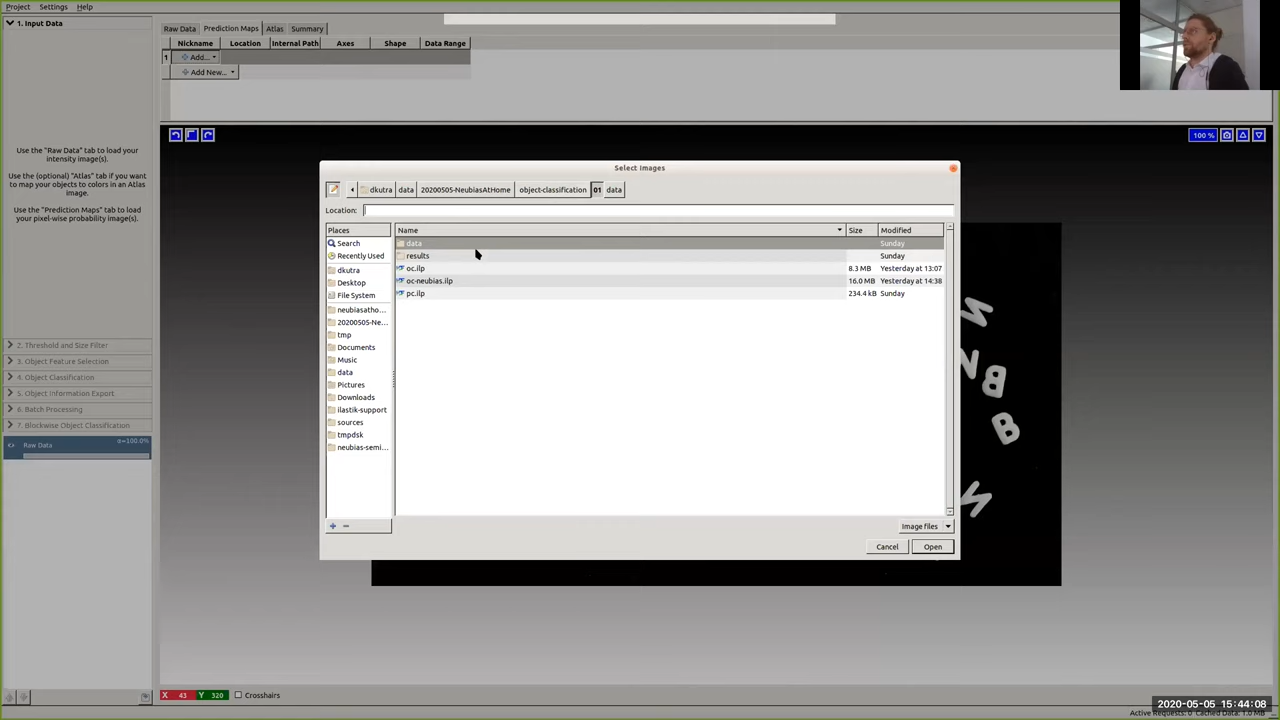 Project Settings Help
1. Input Data
Raw Data Prediction Maps Atlas Summary
Nickname Location Internal Path Axes Shape Data Range
1 Add...
Add New...
Use the "Raw Data" tab to load your
intensity image(s).
Use the (optional) "Atlas" tab if you
want to map your objects to colors in an Atlas
image.
Use the "Prediction Maps" tab to load
your pixel-wise probability image(s).
100 %
Select Images
dkutra data 20200505-NeubiasAtHome object-classification 01 data
Location:
Places
Search
Recently Used
dkutra
Desktop
File System
neubiasatho...
20200505-Ne...
tmp
Documents
Music
data
Pictures
Downloads
ilastik-support
sources
tmpdsk
neubias-semi...
Name Size Modified
data Sunday
results Sunday
oc.ilp 8.3 MB Yesterday at 13:07
oc-neubias.ilp 16.0 MB Yesterday at 14:38
pc.ilp 234.4 kB Sunday
Image files
Cancel Open
N
N
B
B
N
2. Threshold and Size Filter
3. Object Feature Selection
4. Object Classification
5. Object Information Export
6. Batch Processing
7. Blockwise Object Classification
Raw Data α=100.0%
X 43 Y 320 Crosshairs
2020-05-05 15:44:08